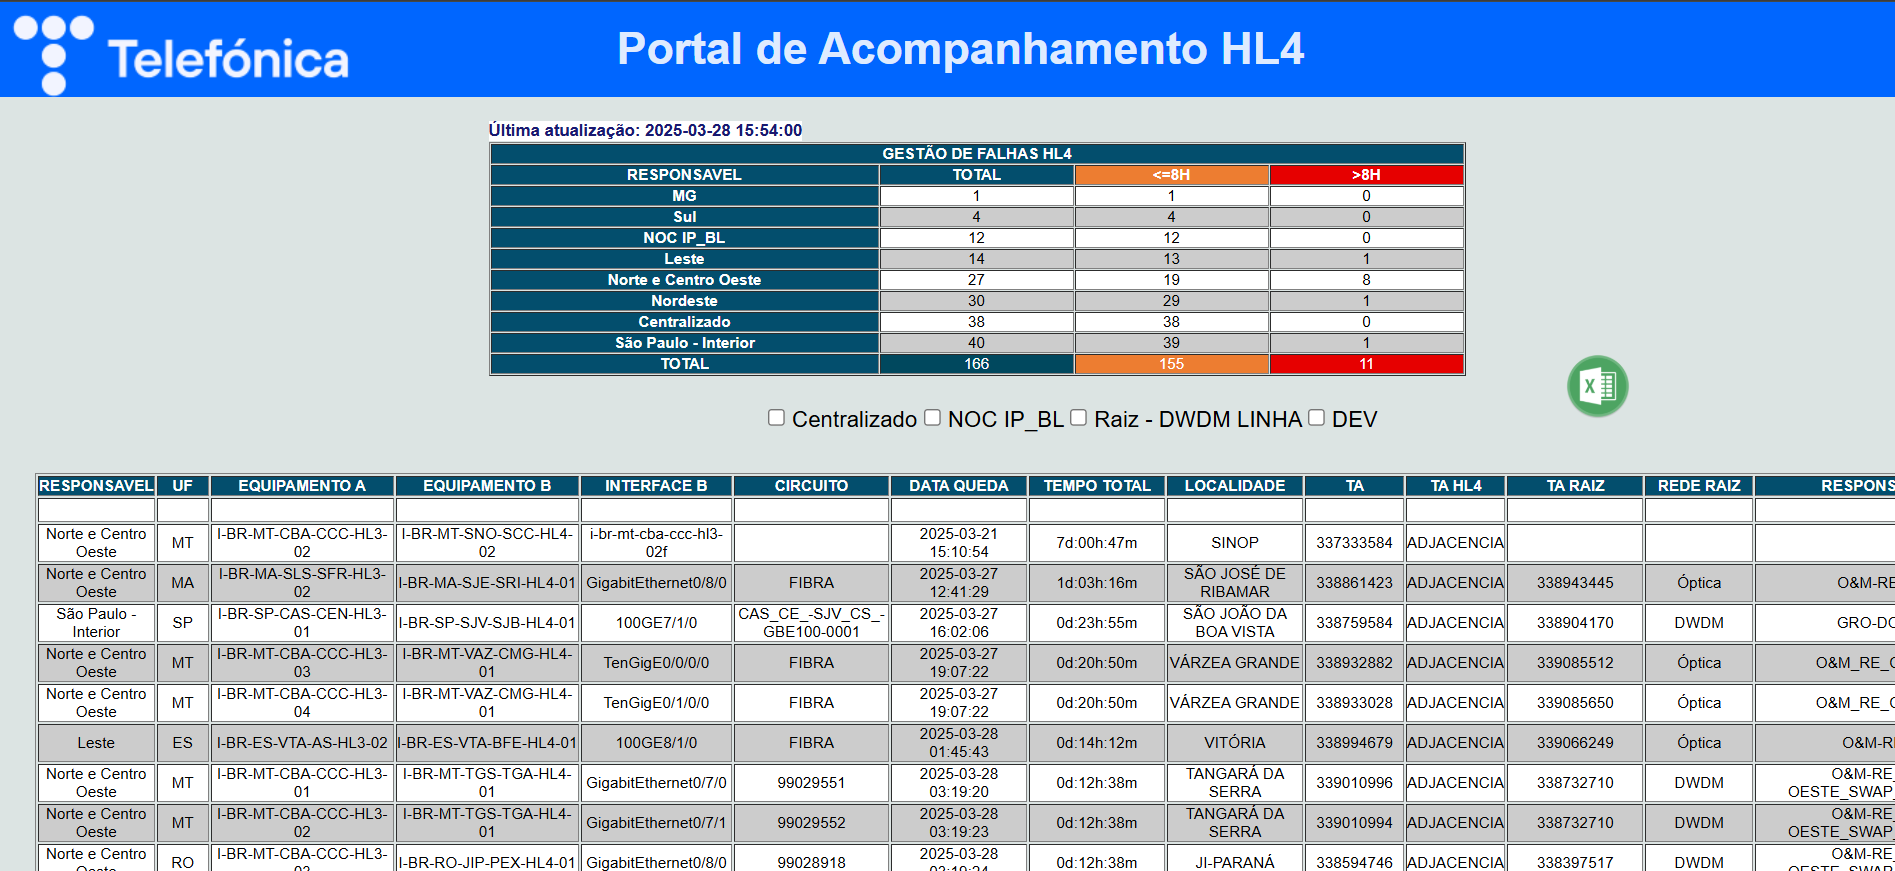 Telefónica
Portal de Acompanhamento HL4
Última atualização: 2025-03-28 15:54:00
GESTÃO DE FALHAS HL4
RESPONSAVEL TOTAL <=8H >8H
MG 1 1 0
Sul 4 4 0
NOC IP_BL 12 12 0
Leste 14 13 1
Norte e Centro Oeste 27 19 8
Nordeste 30 29 1
Centralizado 38 38 0
São Paulo - Interior 40 39 1
TOTAL 166 155 11
Centralizado NOC IP_BL Raiz - DWDM LINHA DEV
RESPONSAVEL UF EQUIPAMENTO A EQUIPAMENTO B INTERFACE B CIRCUITO DATA QUEDA TEMPO TOTAL LOCALIDADE TA TA HL4 TA RAIZ REDE RAIZ RESPONS
Norte e Centro I-BR-MT-CBA-CCC-HL3- I-BR-MT-SNO-SCC-HL4- i-br-mt-cba-ccc-hl3- 2025-03-21
Oeste MT 02 02 02f 15:10:54 7d:00h:47m SINOP 337333584 ADJACENCIA
Norte e Centro I-BR-MA-SLS-SFR-HL3- 2025-03-27 SÃO JOSÉ DE
Oeste MA 02 I-BR-MA-SJE-SRI-HL4-01 GigabitEthernet0/8/0 FIBRA 12:41:29 1d:03h:16m RIBAMAR 338861423 ADJACENCIA 338943445 Óptica O&M-RE
São Paulo - I-BR-SP-CAS-CEN-HL3- CAS_CE_-SJV_CS_- 2025-03-27 SÃO JOÃO DA
Interior SP 01 I-BR-SP-SJV-SJB-HL4-01 100GE7/1/0 GBE100-0001 16:02:06 0d:23h:55m BOA VISTA 338759584 ADJACENCIA 338904170 DWDM GRO-DO
Norte e Centro I-BR-MT-CBA-CCC-HL3- I-BR-MT-VAZ-CMG-HL4- 2025-03-27
Oeste MT 03 01 TenGigE0/0/0/0 FIBRA 19:07:22 0d:20h:50m VÁRZEA GRANDE 338932882 ADJACENCIA 339085512 Óptica O&M_RE_
Norte e Centro I-BR-MT-CBA-CCC-HL3- I-BR-MT-VAZ-CMG-HL4- 2025-03-27
Oeste MT 04 01 TenGigE0/1/0/0 FIBRA 19:07:22 0d:20h:50m VÁRZEA GRANDE 338933028 ADJACENCIA 339085650 Óptica O&M_RE_
Leste ES I-BR-ES-VTA-AS-HL3-02 I-BR-ES-VTA-BFE-HL4-01 100GE8/1/0 FIBRA 2025-03-28
01:45:43 0d:14h:12m VITÓRIA 338994679 ADJACENCIA 339066249 Óptica O&M-R
Norte e Centro I-BR-MT-CBA-CCC-HL3- I-BR-MT-TGS-TGA-HL4- 2025-03-28 TANGARÁ DA O&M-RE_
Oeste MT 01 01 GigabitEthernet0/7/0 99029551 03:19:20 0d:12h:38m SERRA 339010996 ADJACENCIA 338732710 DWDM OESTE_SWAP_
Norte e Centro I-BR-MT-CBA-CCC-HL3- I-BR-MT-TGS-TGA-HL4- 2025-03-28 TANGARÁ DA O&M-RE_
Oeste MT 02 01 GigabitEthernet0/7/1 99029552 03:19:23 0d:12h:38m SERRA 339010994 ADJACENCIA 338732710 DWDM OESTE_SWAP_
Norte e Centro I-BR-MT-CBA-CCC-HL3- 2025-03-28 O&M-RE_
RO I-BR-RO-JIP-PEX-HL4-01 GigabitEthernet0/8/0 99028918 0d:12h:38m JI-PARANÁ 338594746 ADJACENCIA 338397517 DWDM